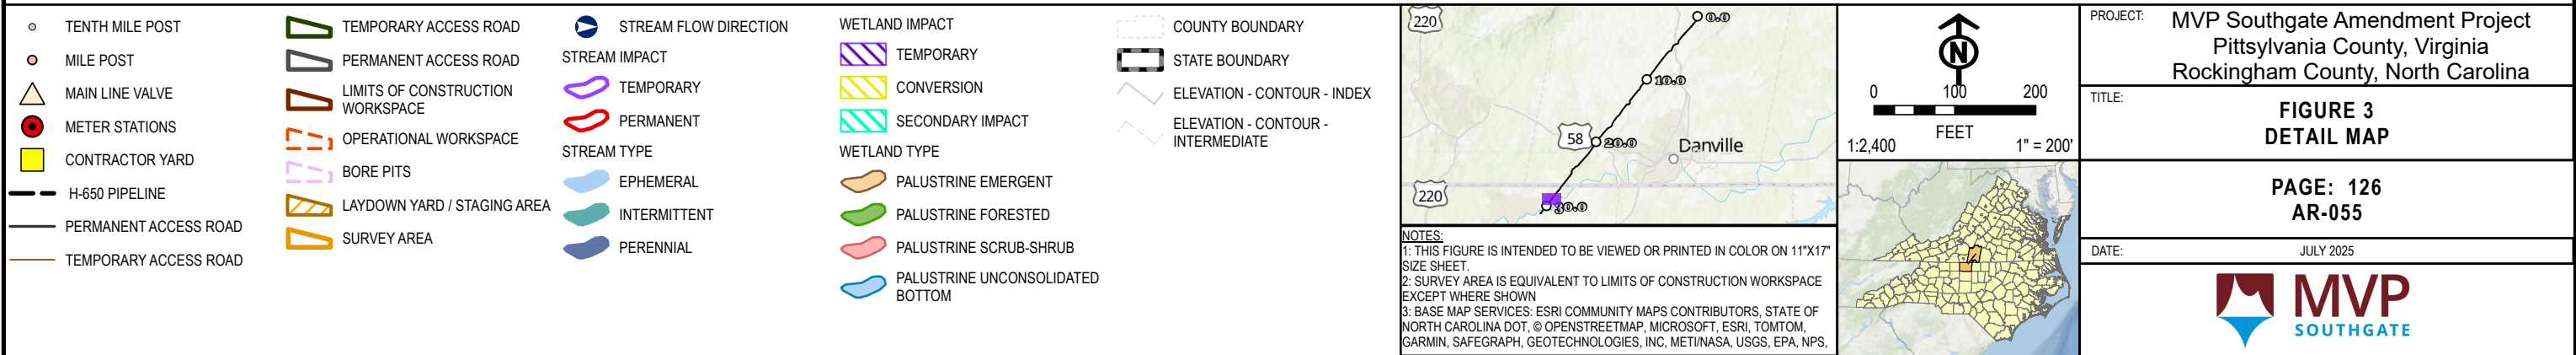 TENTH MILE POST
MILE POST
MAIN LINE VALVE
METER STATIONS
CONTRACTOR YARD
H-650 PIPELINE
PERMANENT ACCESS ROAD
TEMPORARY ACCESS ROAD
TEMPORARY ACCESS ROAD
PERMANENT ACCESS ROAD
LIMITS OF CONSTRUCTION
WORKSPACE
OPERATIONAL WORKSPACE
BORE PITS
LAYDOWN YARD / STAGING AREA
SURVEY AREA
STREAM FLOW DIRECTION
STREAM IMPACT
TEMPORARY
PERMANENT
STREAM TYPE
EPHEMERAL
INTERMITTENT
PERENNIAL
WETLAND IMPACT
TEMPORARY
CONVERSION
SECONDARY IMPACT
WETLAND TYPE
PALUSTRINE EMERGENT
PALUSTRINE FORESTED
PALUSTRINE SCRUB-SHRUB
PALUSTRINE UNCONSOLIDATED
BOTTOM
COUNTY BOUNDARY
STATE BOUNDARY
ELEVATION - CONTOUR - INDEX
ELEVATION - CONTOUR -
INTERMEDIATE
220
0.0
10.0
58
20.0
Danville
220
30.0
NOTES:
1: THIS FIGURE IS INTENDED TO BE VIEWED OR PRINTED IN COLOR ON 11"X17"
SIZE SHEET.
2: SURVEY AREA IS EQUIVALENT TO LIMITS OF CONSTRUCTION WORKSPACE
EXCEPT WHERE SHOWN
3: BASE MAP SERVICES: ESRI COMMUNITY MAPS CONTRIBUTORS, STATE OF
NORTH CAROLINA DOT, © OPENSTREETMAP, MICROSOFT, ESRI, TOMTOM,
GARMIN, SAFEGRAPH, GEOTECHNOLOGIES, INC, METI/NASA, USGS, EPA, NPS,
N
0 100 200
FEET
1:2,400 1" = 200'
PROJECT: MVP Southgate Amendment Project
Pittsylvania County, Virginia
Rockingham County, North Carolina
TITLE:
FIGURE 3
DETAIL MAP
PAGE: 126
AR-055
DATE: JULY 2025
MVP
SOUTHGATE